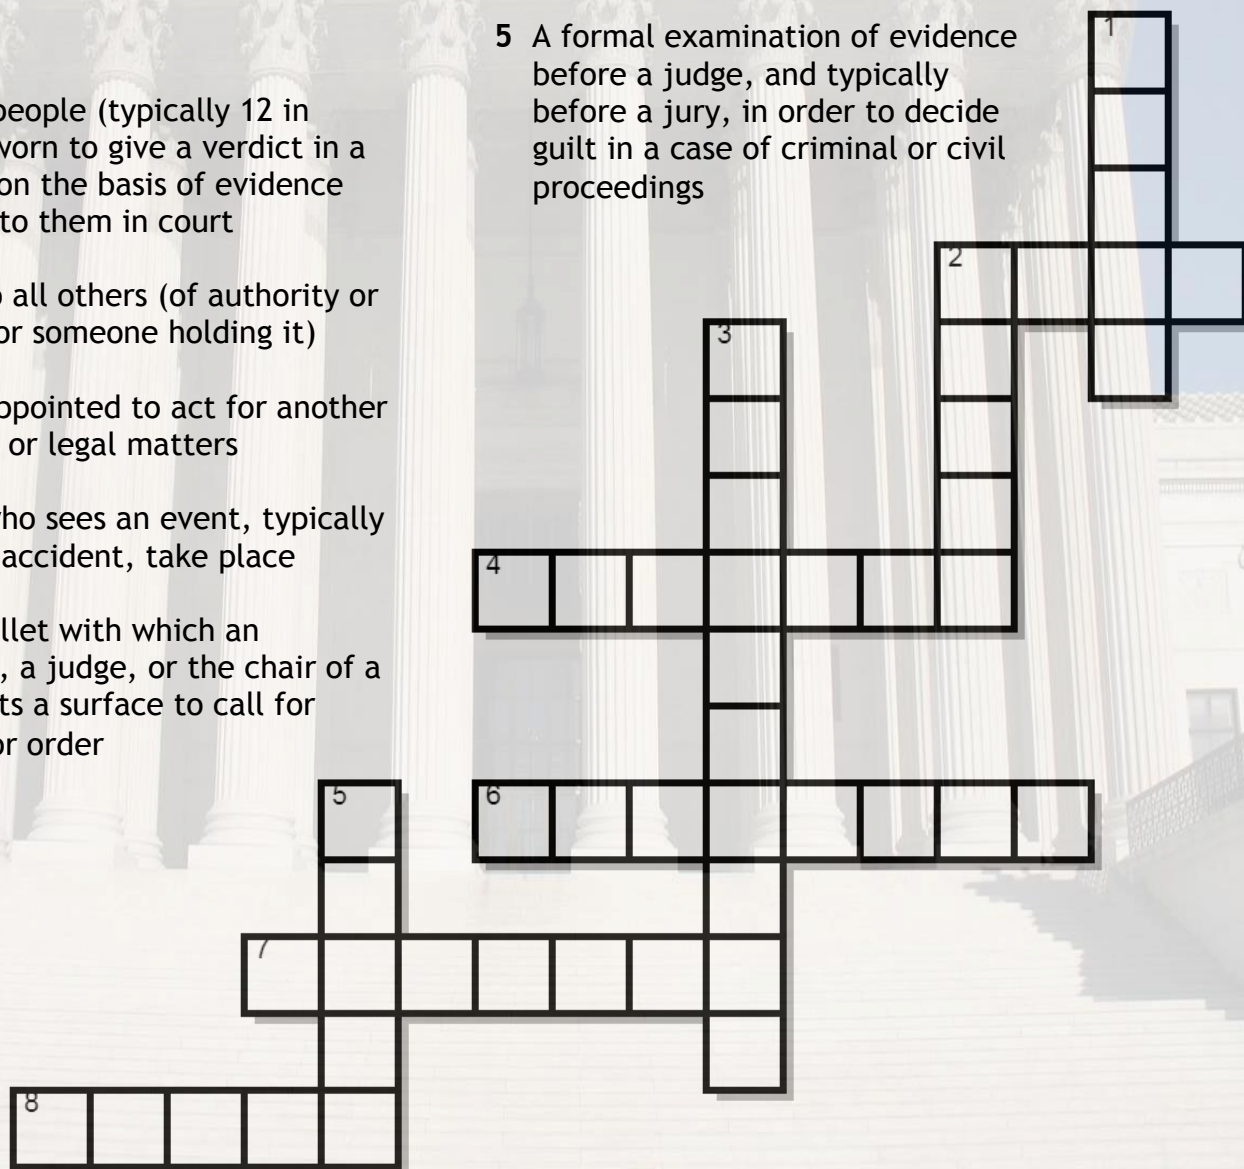 people (typically 12 in
worn to give a verdict in a
on the basis of evidence
to them in court
all others (of authority or
or someone holding it)
appointed to act for another
or legal matters
who sees an event, typically
accident, take place
llet with which an
, a judge, or the chair of a
ts a surface to call for
or order
5 A formal examination of evidence
before a judge, and typically
before a jury, in order to decide
guilt in a case of criminal or civil
proceedings
1
2
3
4
5
6
7
8